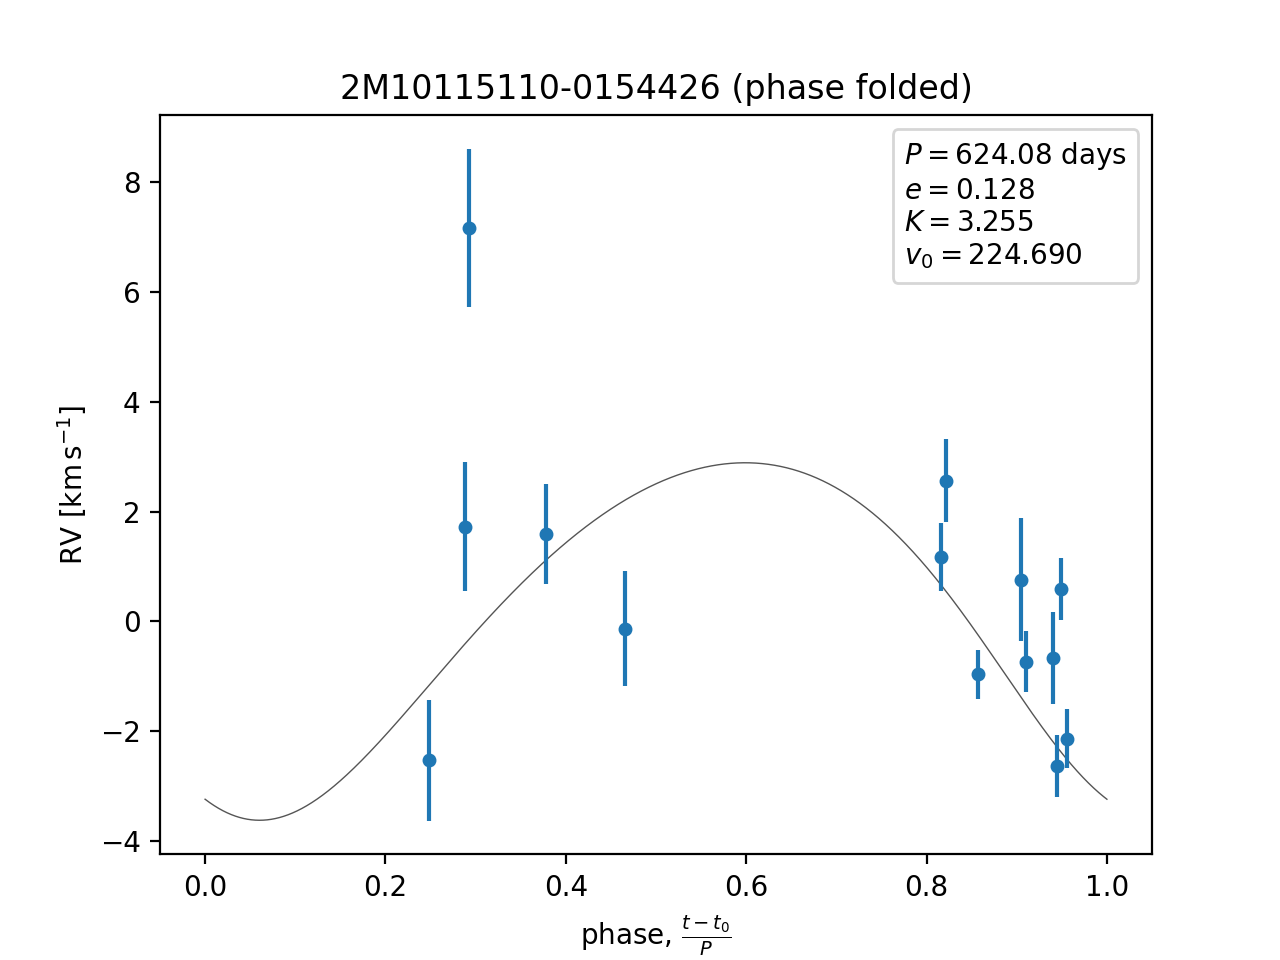 2M10115110-0154426 (phase folded)
P = 624.08 days
e = 0.128
K = 3.255
v₀ = 224.690
8
6
4
2
0
−2
−4
RV [km s⁻¹]
0.0 0.2 0.4 0.6 0.8 1.0
phase, (t − t₀)/P